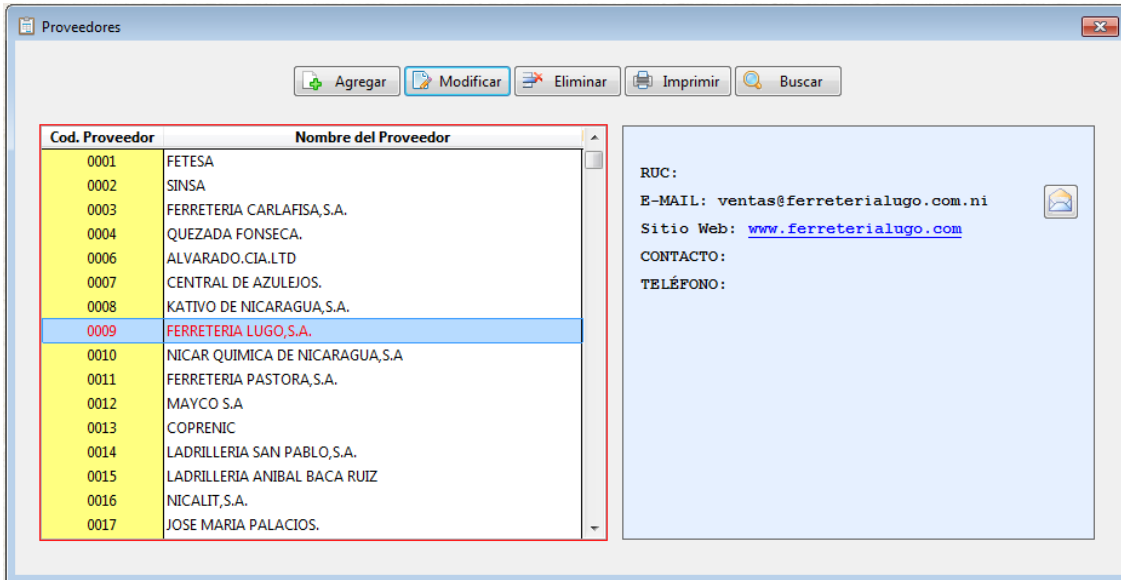 Proveedores
Agregar Modificar Eliminar Imprimir Buscar
Cod. Proveedor Nombre del Proveedor
0001 FETESA
0002 SINSA
0003 FERRETERIA CARLAFISA,S.A.
0004 QUEZADA FONSECA.
0006 ALVARADO.CIA.LTD
0007 CENTRAL DE AZULEJOS.
0008 KATIVO DE NICARAGUA,S.A.
0009 FERRETERIA LUGO,S.A.
0010 NICAR QUIMICA DE NICARAGUA,S.A
0011 FERRETERIA PASTORA,S.A.
0012 MAYCO S.A
0013 COPRENIC
0014 LADRILLERIA SAN PABLO,S.A.
0015 LADRILLERIA ANIBAL BACA RUIZ
0016 NICALIT,S.A.
0017 JOSE MARIA PALACIOS.
RUC:
E-MAIL: ventas@ferreterialugo.com.ni
Sitio Web: www.ferreterialugo.com
CONTACTO:
TELÉFONO: